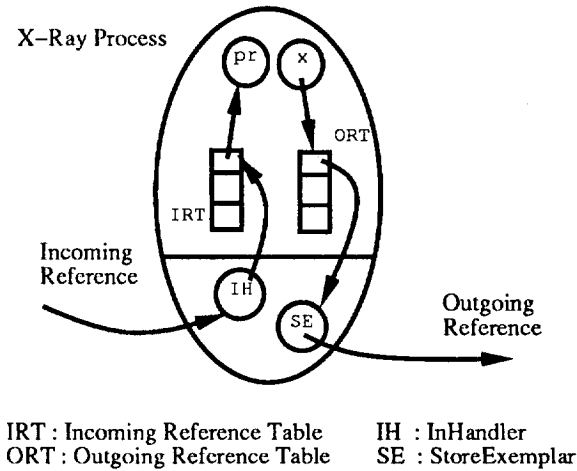 X-Ray Process
pr
x
ORT
IRT
Incoming
Reference
IH
SE
Outgoing
Reference
IRT : Incoming Reference Table
IH : InHandler
ORT : Outgoing Reference Table
SE : StoreExemplar